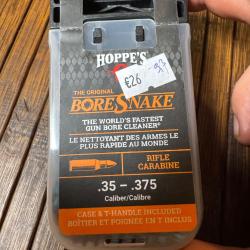 HOPPE'S
£26
THE ORIGINAL
BORESNAKE
THE WORLD'S FASTEST
GUN BORE CLEANER
LE NETTOYANT DES ARMES LE
PLUS RAPIDE AU MONDE
RIFLE
CARABINE
.35 – .375
Caliber/Calibre
CASE & T-HANDLE INCLUDED
BOÎTIER ET POIGNÉE EN T INCLUS